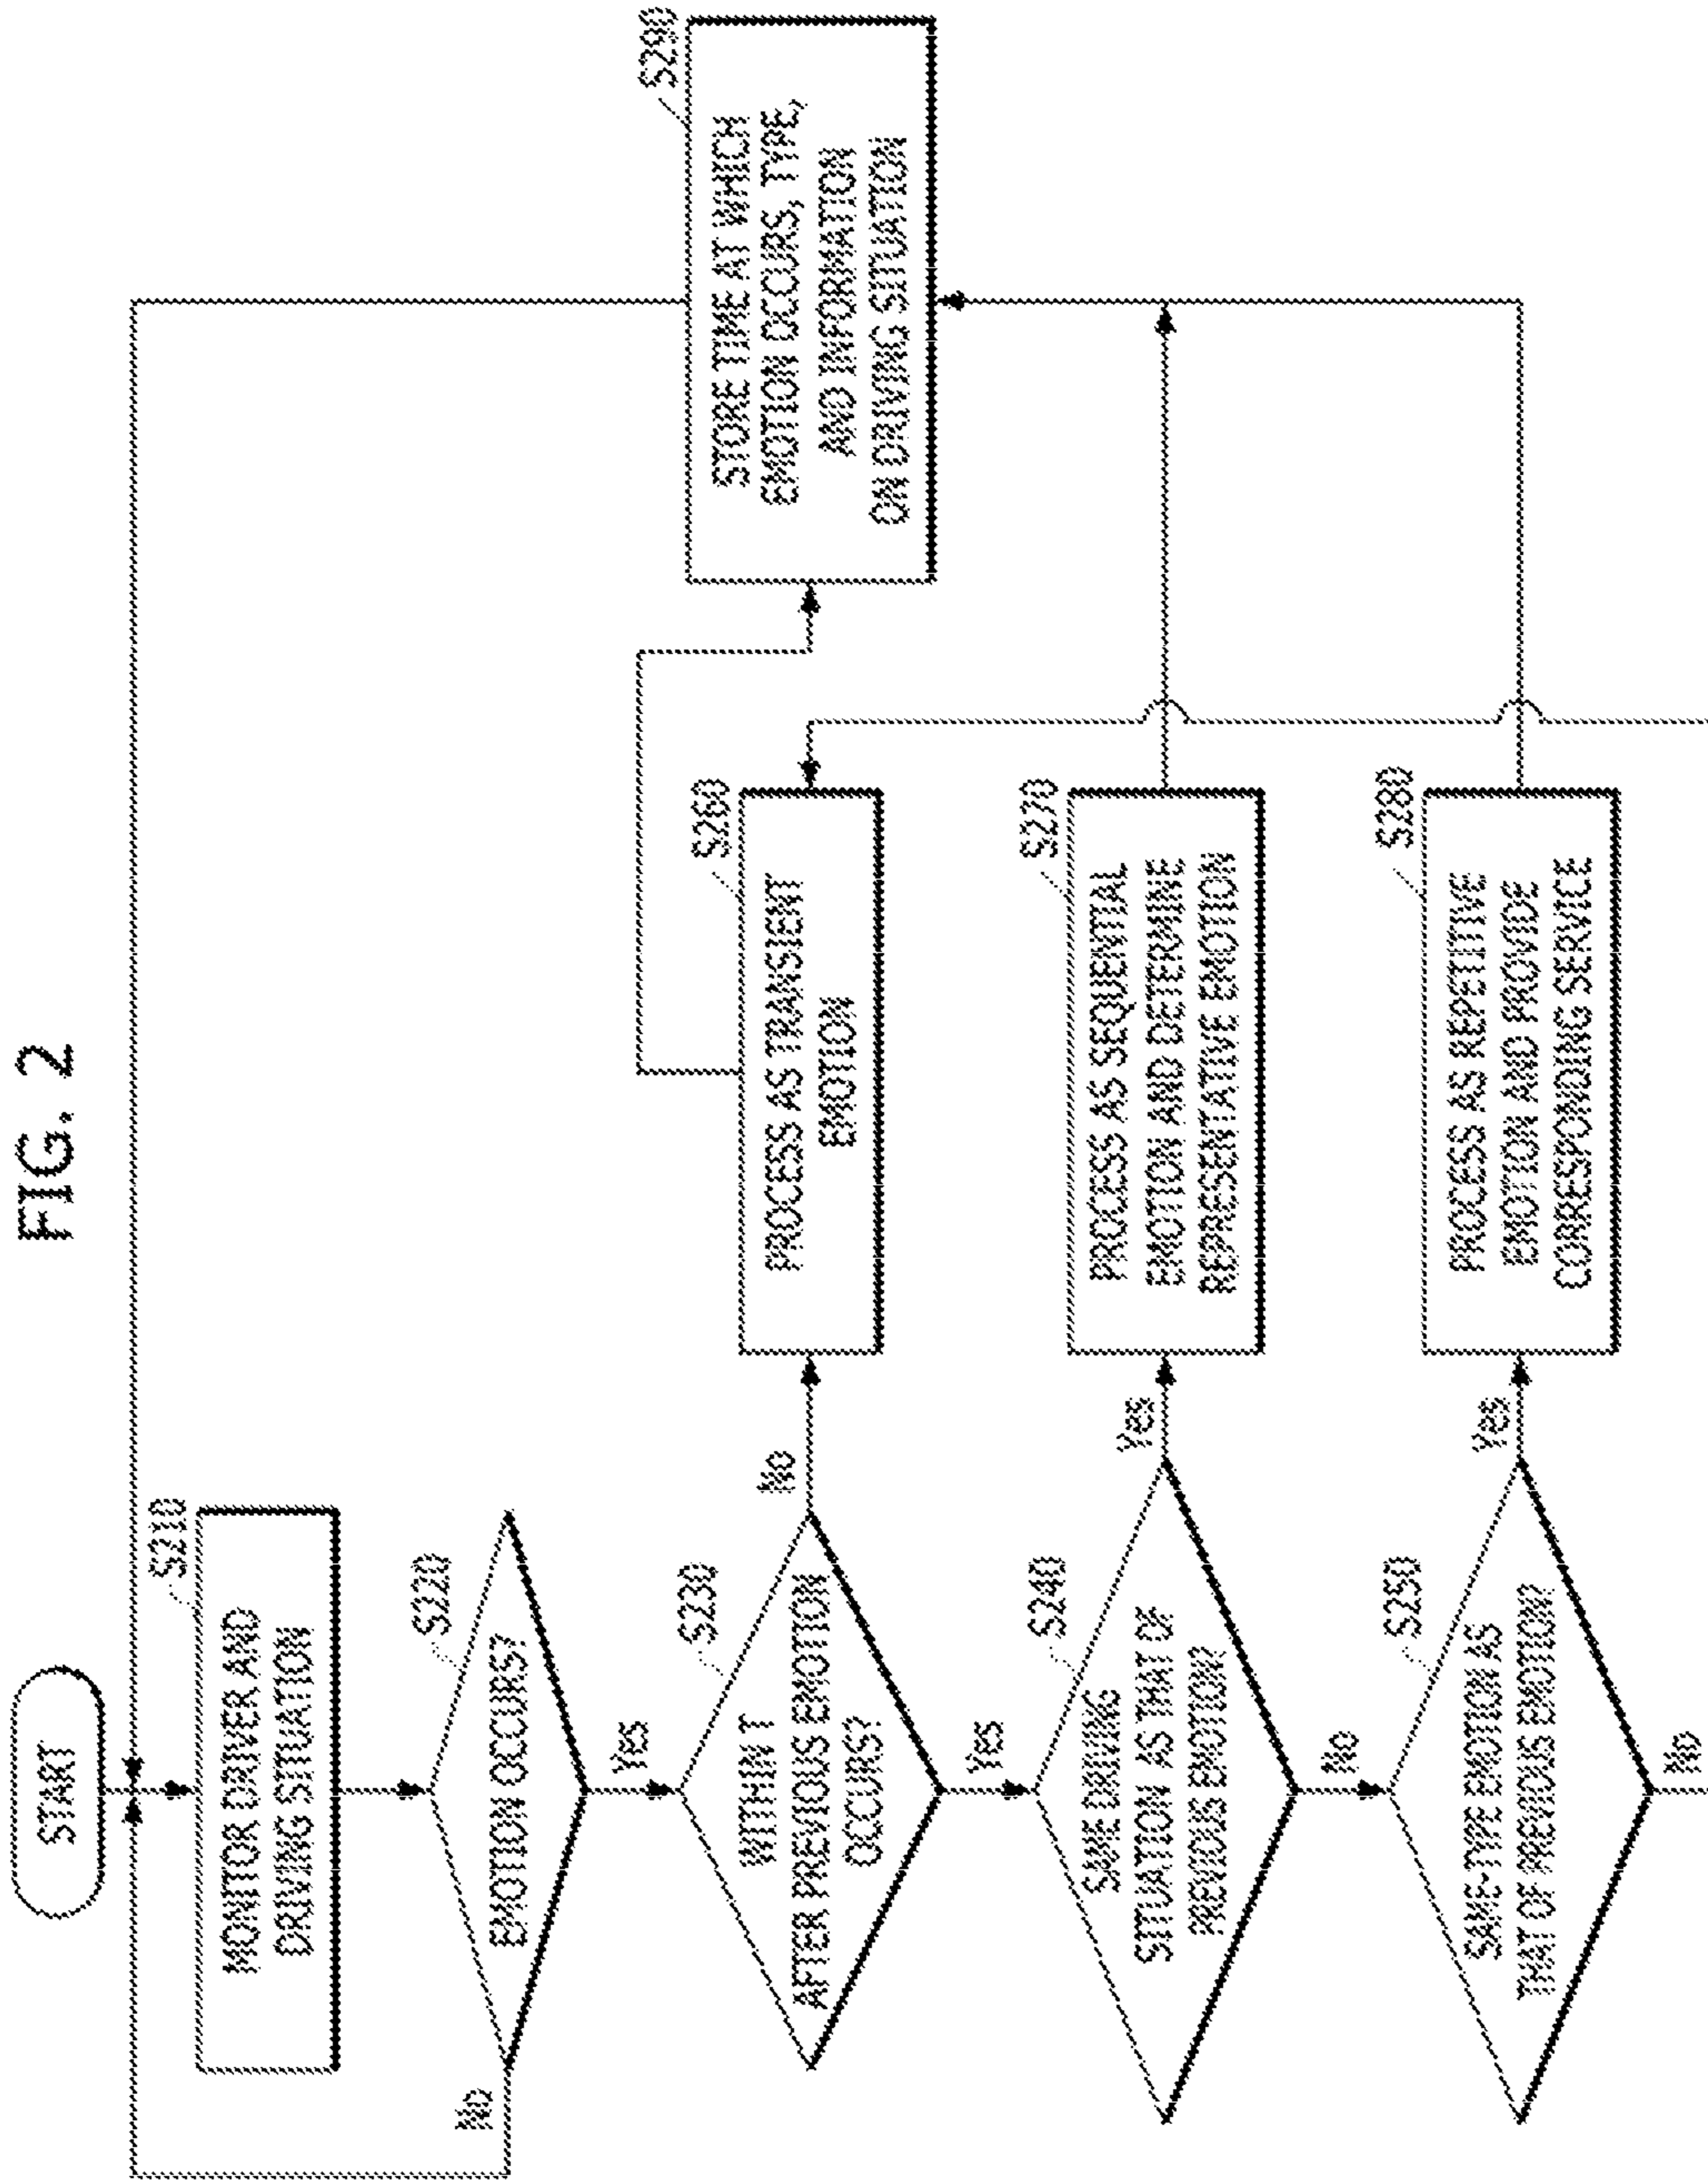 FIG. 2
START
S210
MONITOR DRIVER AND
DRIVING SITUATION
S220
EMOTION OCCURS?
No
Yes
S230
WITHIN T
AFTER PREVIOUS EMOTION
OCCURS?
No
Yes
S260
PROCESS AS TRANSIENT
EMOTION
S290
STORE TIME AT WHICH
EMOTION OCCURS, TYPE,
AND INFORMATION
ON DRIVING SITUATION
S240
SAME DRIVING
SITUATION AS THAT OF
PREVIOUS EMOTION?
Yes
No
S270
PROCESS AS SEQUENTIAL
EMOTION AND DETERMINE
REPRESENTATIVE EMOTION
S250
SAME-TYPE EMOTION AS
THAT OF PREVIOUS EMOTION?
Yes
No
S280
PROCESS AS REPETITIVE
EMOTION AND PROVIDE
CORRESPONDING SERVICE